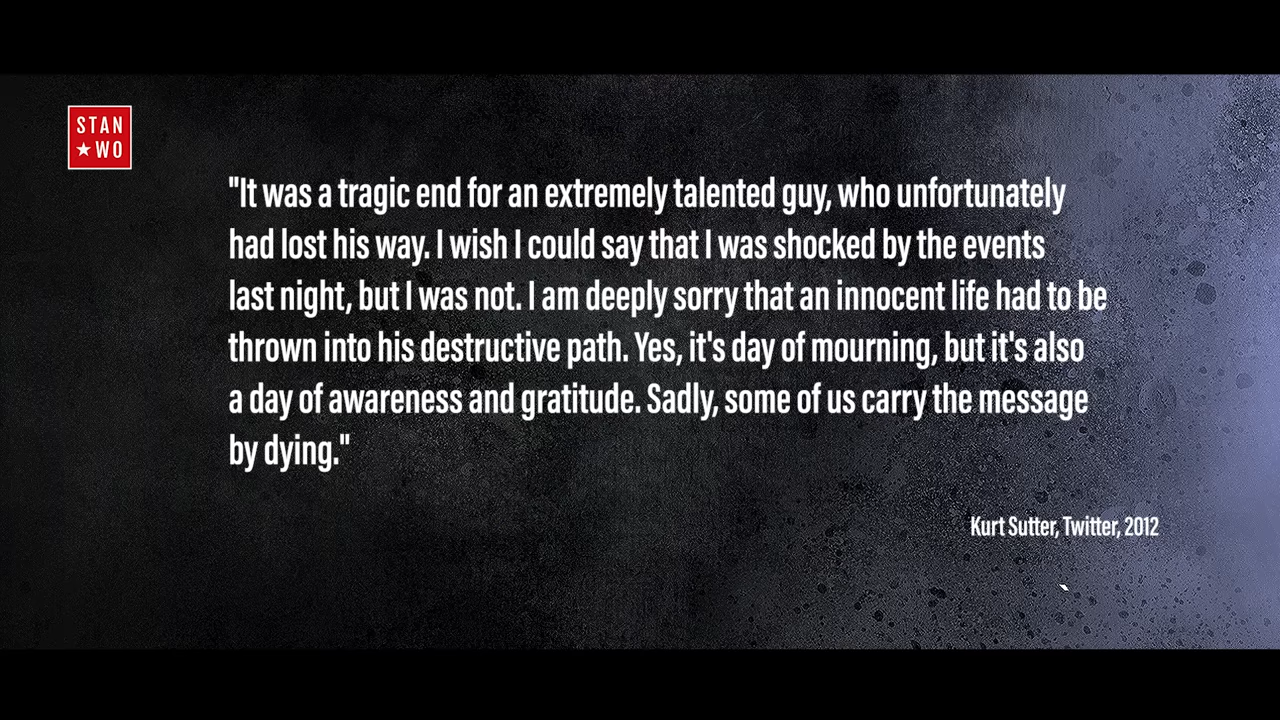 STAN
★WO
"It was a tragic end for an extremely talented guy, who unfortunately
had lost his way. I wish I could say that I was shocked by the events
last night, but I was not. I am deeply sorry that an innocent life had to be
thrown into his destructive path. Yes, it's day of mourning, but it's also
a day of awareness and gratitude. Sadly, some of us carry the message
by dying."
Kurt Sutter, Twitter, 2012